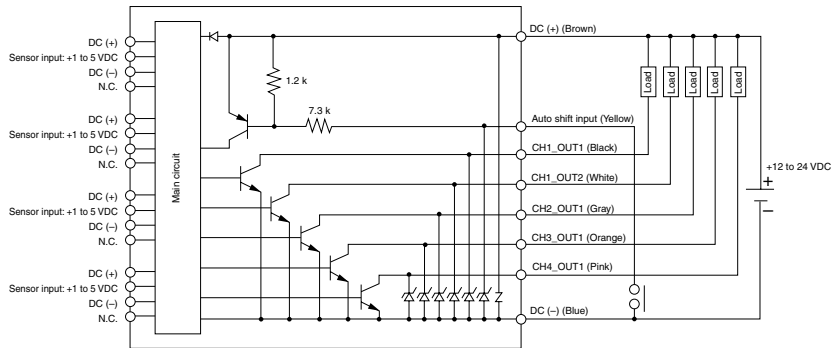 DC (+)
Sensor input: +1 to 5 VDC
DC (–)
N.C.
DC (+)
Sensor input: +1 to 5 VDC
DC (–)
N.C.
DC (+)
Sensor input: +1 to 5 VDC
DC (–)
N.C.
DC (+)
Sensor input: +1 to 5 VDC
DC (–)
N.C.
Main circuit
1.2 k
7.3 k
DC (+) (Brown)
Auto shift input (Yellow)
CH1_OUT1 (Black)
CH1_OUT2 (White)
CH2_OUT1 (Gray)
CH3_OUT1 (Orange)
CH4_OUT1 (Pink)
DC (–) (Blue)
Load
Load
Load
Load
Load
+12 to 24 VDC
+
–